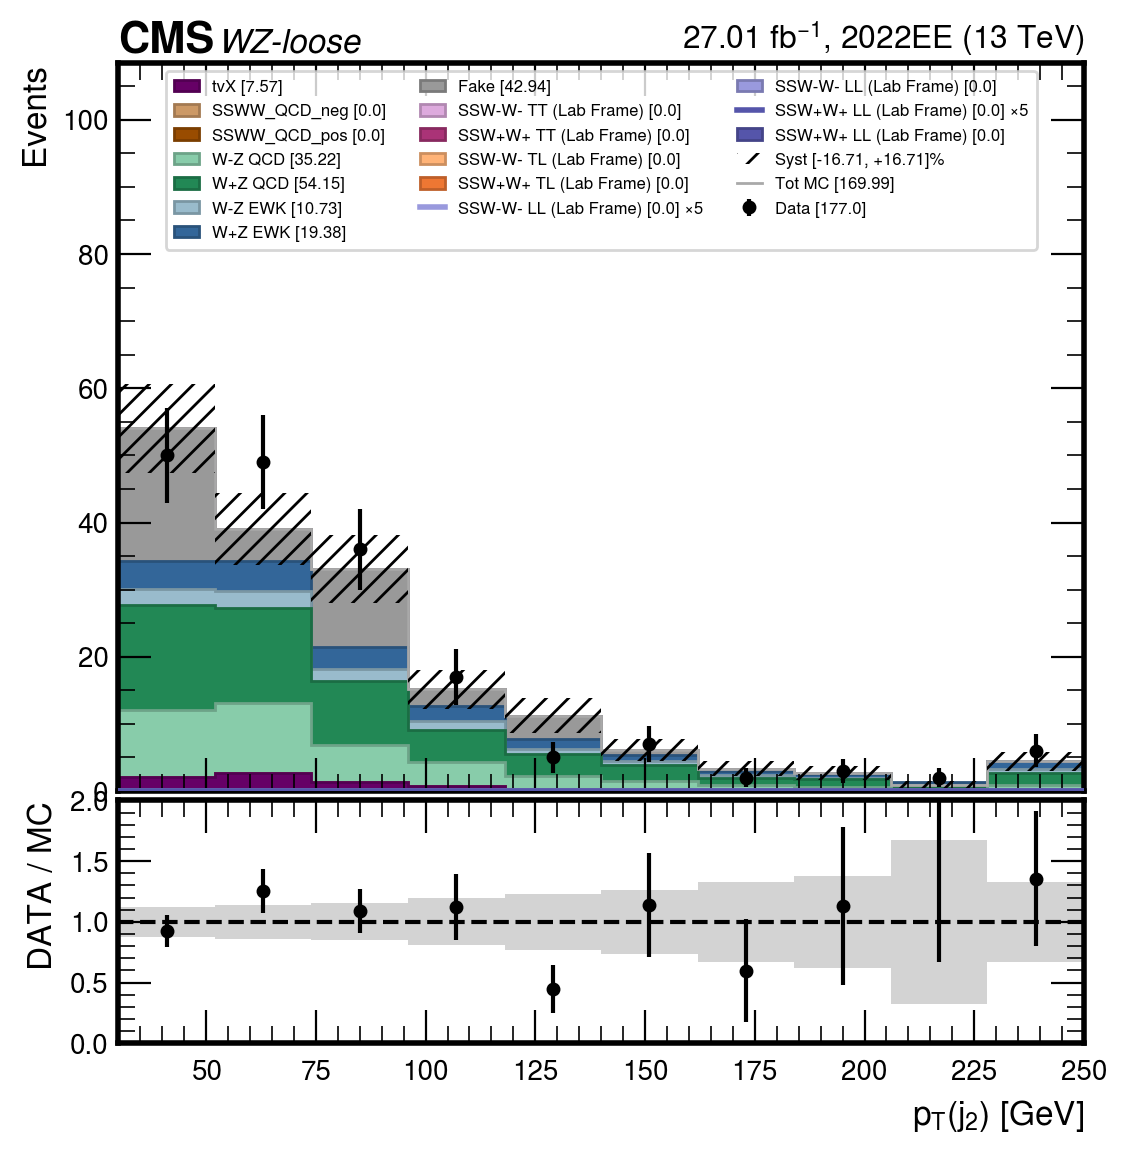 CMS WZ-loose 27.01 fb⁻¹, 2022EE (13 TeV)
Events
tvX [7.57]
SSWW_QCD_neg [0.0]
SSWW_QCD_pos [0.0]
W-Z QCD [35.22]
W+Z QCD [54.15]
W-Z EWK [10.73]
W+Z EWK [19.38]
Fake [42.94]
SSW-W- TT (Lab Frame) [0.0]
SSW+W+ TT (Lab Frame) [0.0]
SSW-W- TL (Lab Frame) [0.0]
SSW+W+ TL (Lab Frame) [0.0]
SSW-W- LL (Lab Frame) [0.0] ×5
SSW-W- LL (Lab Frame) [0.0]
SSW+W+ LL (Lab Frame) [0.0] ×5
SSW+W+ LL (Lab Frame) [0.0]
Syst [-16.71, +16.71]%
Tot MC [169.99]
Data [177.0]
100
80
60
40
20
0
DATA / MC
2.0
1.5
1.0
0.5
0.0
50 75 100 125 150 175 200 225 250
p_T(j_2) [GeV]